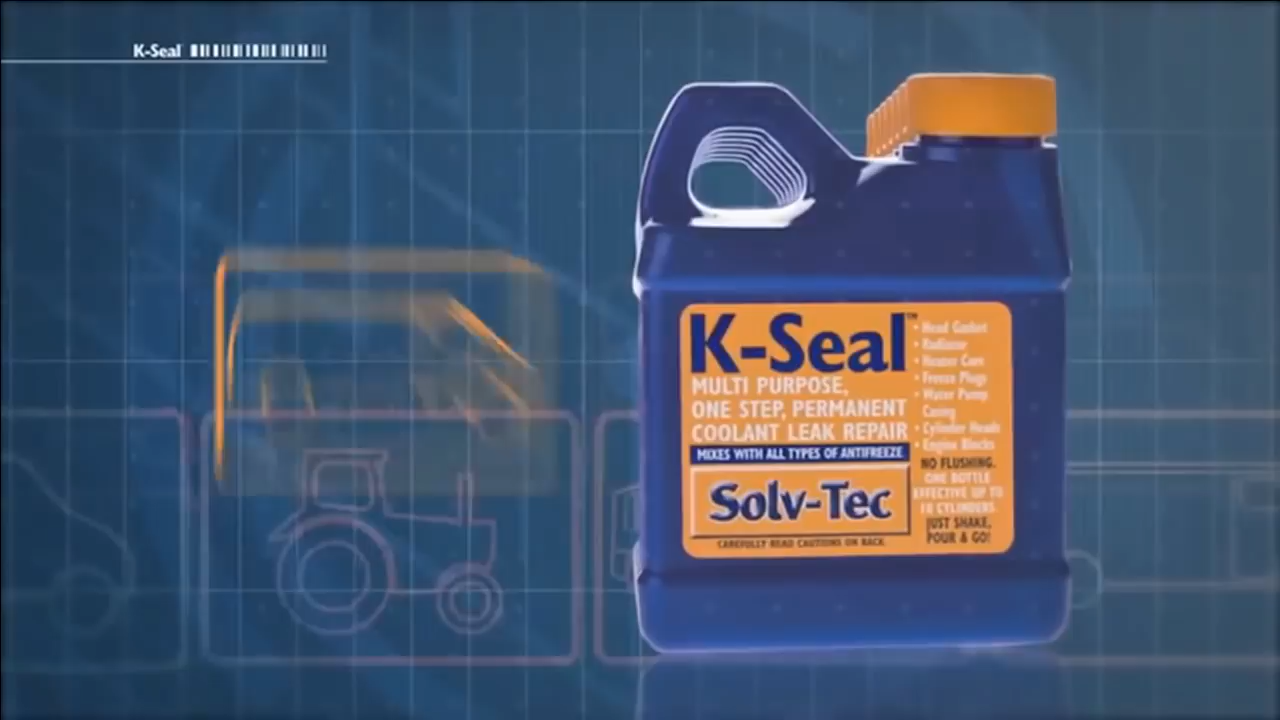 K-Seal
K-Seal™
MULTI PURPOSE,
ONE STEP, PERMANENT
COOLANT LEAK REPAIR
MIXES WITH ALL TYPES OF ANTIFREEZE
Solv-Tec
CAREFULLY READ CAUTIONS ON BACK
• Head Gasket
• Radiator
• Heater Core
• Freeze Plugs
• Water Pump
Casing
• Cylinder Heads
• Engine Blocks
NO FLUSHING.
ONE BOTTLE
EFFECTIVE UP TO
CYLINDERS.
JUST SHAKE,
POUR & GO!